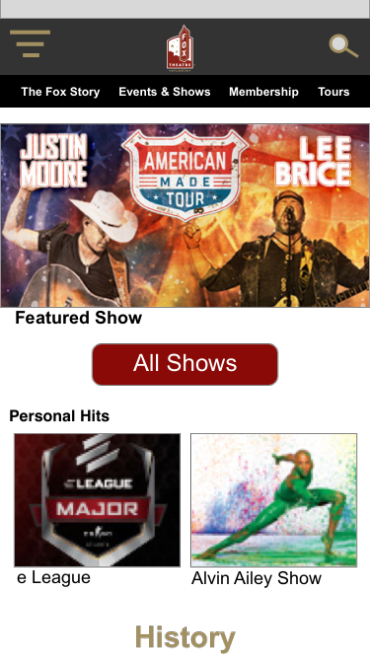 FOX
THEATRE
The Fox Story Events & Shows Membership Tours
JUSTIN
MOORE
AMERICAN
MADE
TOUR
LEE
BRICE
Featured Show
All Shows
Personal Hits
LEAGUE
MAJOR
e League
Alvin Ailey Show
History